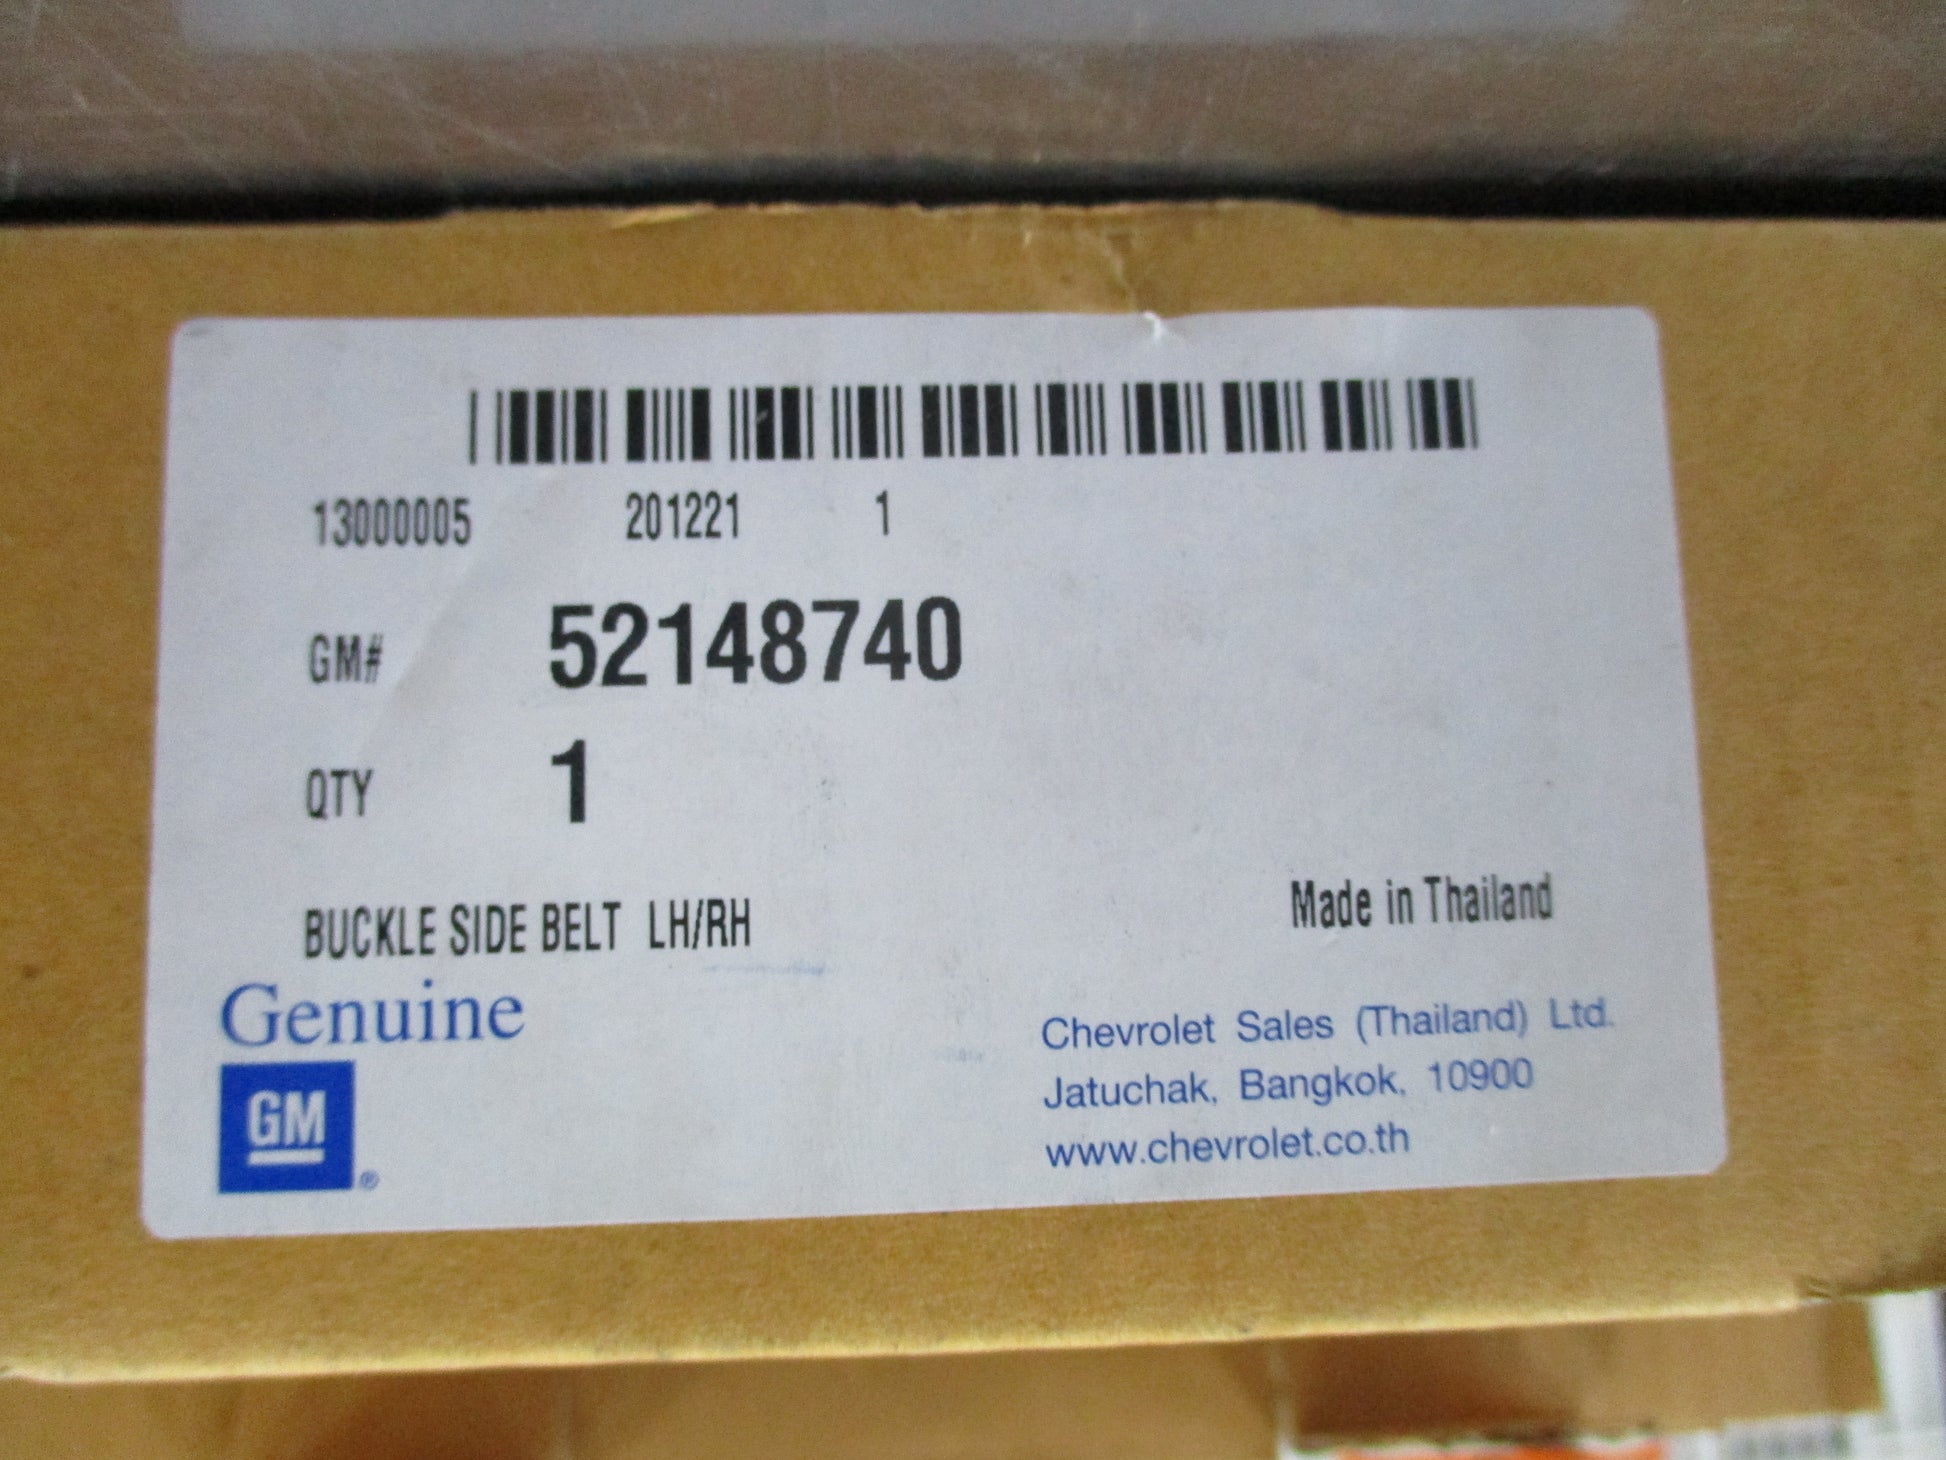 13000005 201221 1
GM# 52148740
QTY 1
BUCKLE SIDE BELT LH/RH
Made in Thailand
Genuine
GM
®
Chevrolet Sales (Thailand) Ltd.
Jatuchak, Bangkok, 10900
www.chevrolet.co.th